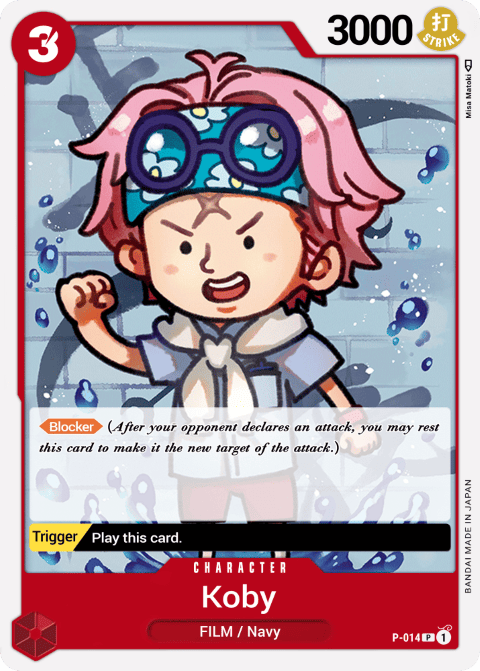 3
3000
打
STRIKE
Misa Matoki
Blocker (After your opponent declares an attack, you may rest
this card to make it the new target of the attack.)
Trigger Play this card.
BANDAI MADE IN JAPAN
CHARACTER
Koby
FILM / Navy
P-014 P 1